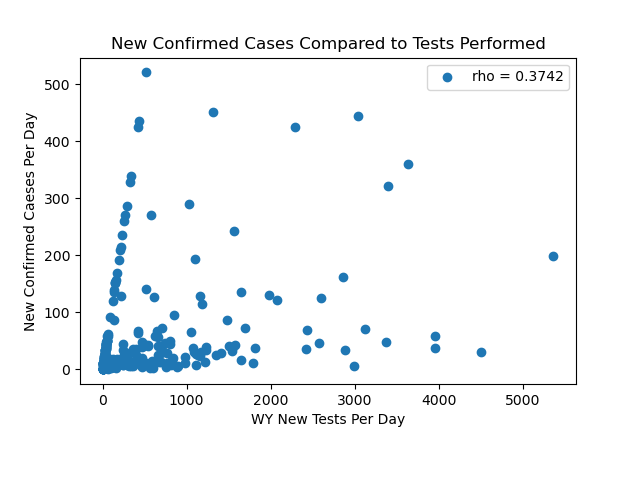 New Confirmed Cases Compared to Tests Performed
rho = 0.3742
New Confirmed Caeses Per Day
500
400
300
200
100
0
0 1000 2000 3000 4000 5000
WY New Tests Per Day